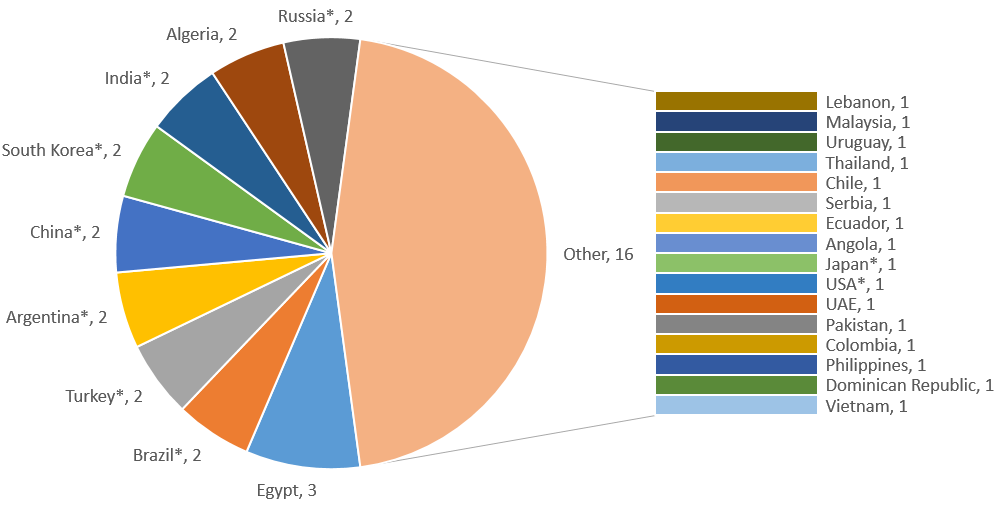 Russia*, 2
Algeria, 2
India*, 2
South Korea*, 2
China*, 2
Argentina*, 2
Turkey*, 2
Brazil*, 2
Egypt, 3
Other, 16
Lebanon, 1
Malaysia, 1
Uruguay, 1
Thailand, 1
Chile, 1
Serbia, 1
Ecuador, 1
Angola, 1
Japan*, 1
USA*, 1
UAE, 1
Pakistan, 1
Colombia, 1
Philippines, 1
Dominican Republic, 1
Vietnam, 1